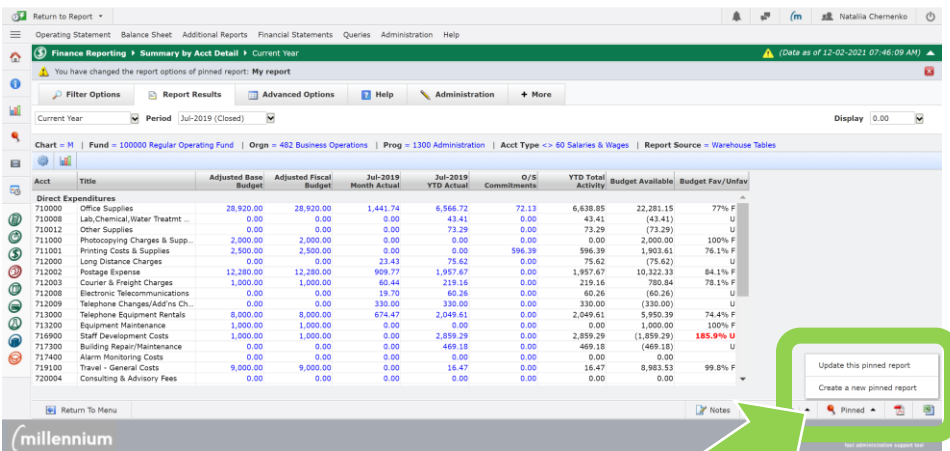 Return to Report
(m Nataliia Chernenko
Operating Statement Balance Sheet Additional Reports Financial Statements Queries Administration Help
Finance Reporting Summary by Acct Detail Current Year (Data as of 12-02-2021 07:46:09 AM)
You have changed the report options of pinned report: My report
Filter Options Report Results Advanced Options Help Administration + More
Current Year Period Jul-2019 (Closed) Display 0.00
Chart = M | Fund = 100000 Regular Operating Fund | Orgn = 482 Business Operations | Prog = 1300 Administration | Acct Type <> 60 Salaries & Wages | Report Source = Warehouse Tables
Acct Title Adjusted Base Budget Adjusted Fiscal Budget Jul-2019 Month Actual Jul-2019 YTD Actual O/S Commitments YTD Total Activity Budget Available Budget Fav/Unfav
Direct Expenditures
710000 Office Supplies 28,920.00 28,920.00 1,441.74 6,566.72 72.13 6,638.85 22,281.15 77% F
710008 Lab,Chemical,Water Treatmt ... 0.00 0.00 0.00 43.41 0.00 43.41 (43.41) U
710012 Other Supplies 0.00 0.00 0.00 73.29 0.00 73.29 (73.29) U
711000 Photocopying Charges & Supp... 2,000.00 2,000.00 0.00 0.00 0.00 0.00 2,000.00 100% F
711001 Printing Costs & Supplies 2,500.00 2,500.00 0.00 0.00 596.39 596.39 1,903.61 76.1% F
712000 Long Distance Charges 0.00 0.00 23.43 75.62 0.00 75.62 (75.62) U
712002 Postage Expense 12,280.00 12,280.00 909.77 1,957.67 0.00 1,957.67 10,322.33 84.1% F
712003 Courier & Freight Charges 1,000.00 1,000.00 60.44 219.16 0.00 219.16 780.84 78.1% F
712008 Electronic Telecommunications 0.00 0.00 19.70 60.26 0.00 60.26 (60.26) U
712009 Telephone Changes/Add'ns Ch... 0.00 0.00 330.00 330.00 0.00 330.00 (330.00) U
713000 Telephone Equipment Rentals 8,000.00 8,000.00 674.47 2,049.61 0.00 2,049.61 5,950.39 74.4% F
713200 Equipment Maintenance 1,000.00 1,000.00 0.00 0.00 0.00 0.00 1,000.00 100% F
716900 Staff Development Costs 1,000.00 1,000.00 0.00 2,859.29 0.00 2,859.29 (1,859.29) 185.9% U
717300 Building Repair/Maintenance 0.00 0.00 0.00 469.18 0.00 469.18 (469.18) U
717400 Alarm Monitoring Costs 0.00 0.00 0.00 0.00 0.00 0.00 0.00
719100 Travel - General Costs 9,000.00 9,000.00 0.00 16.47 0.00 16.47 8,983.53 99.8% F
720004 Consulting & Advisory Fees 0.00 0.00 0.00 0.00 0.00 0.00 0.00
Update this pinned report
Create a new pinned report
Return To Menu Notes Pinned
millennium
fast administration support tool